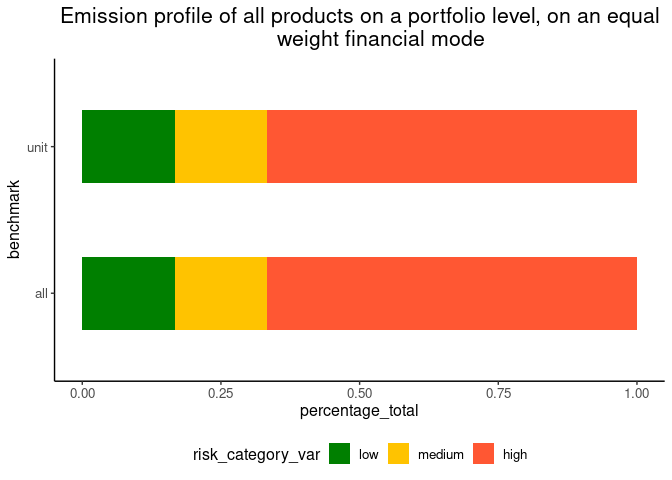 Emission profile of all products on a portfolio level, on an equal
weight financial mode
unit
all
benchmark
0.00 0.25 0.50 0.75 1.00
percentage_total
risk_category_var low medium high